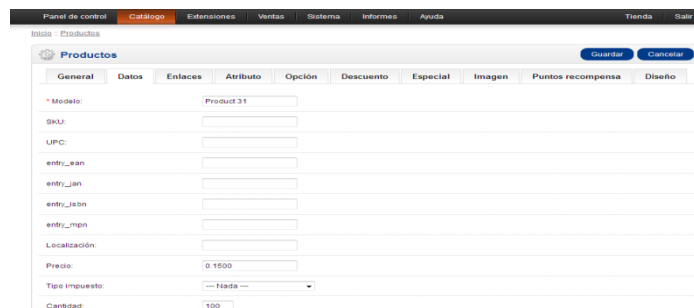 Panel de control Catálogo Extensiones Ventas Sistema Informes Ayuda Tienda Salir
Inicio :: Productos
Productos Guardar Cancelar
General Datos Enlaces Atributo Opción Descuento Especial Imagen Puntos recompensa Diseño
* Modelo: Product 31
SKU:
UPC:
entry_ean
entry_jan
entry_isbn
entry_mpn
Localización:
Precio: 0.1500
Tipo impuesto: --- Nada ---
Cantidad: 100